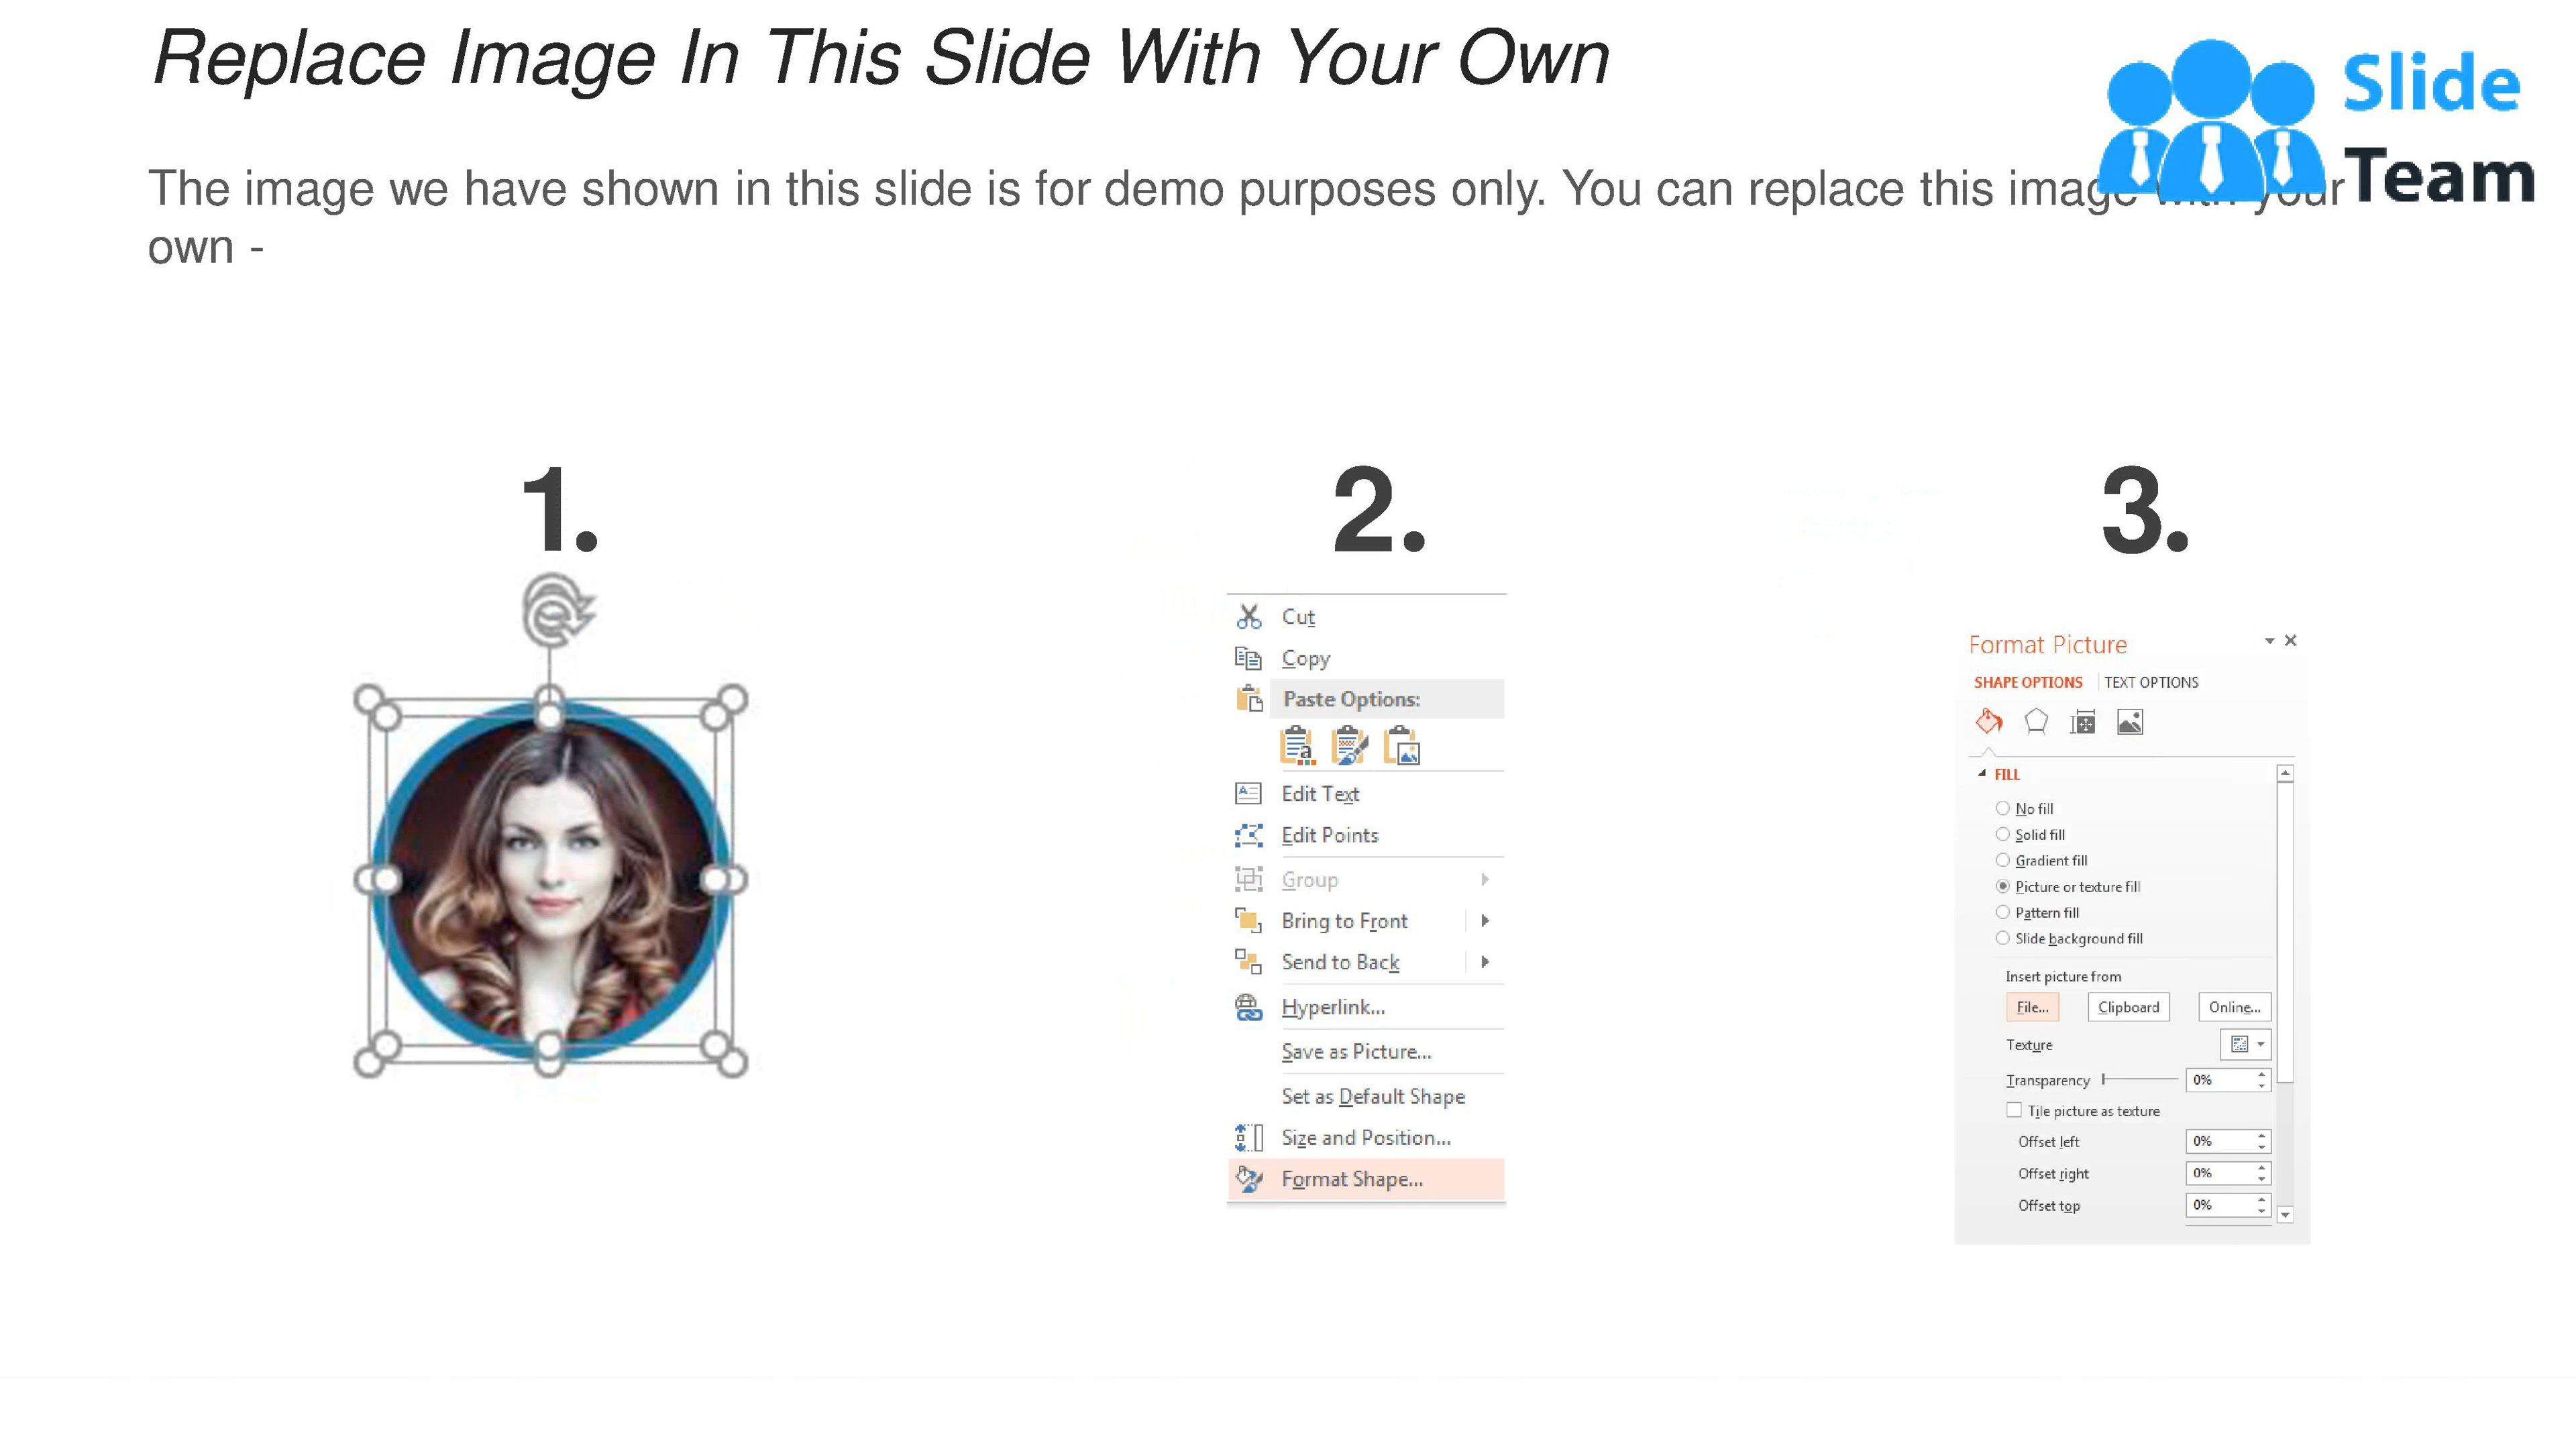 Replace Image In This Slide With Your Own
Slide
Team
The image we have shown in this slide is for demo purposes only. You can replace this image with your
own -
1.
2.
3.
Cut
Copy
Paste Options:
Edit Text
Edit Points
Group
Bring to Front
Send to Back
Hyperlink...
Save as Picture...
Set as Default Shape
Size and Position...
Format Shape...
Format Picture
SHAPE OPTIONS TEXT OPTIONS
FILL
No fill
Solid fill
Gradient fill
Picture or texture fill
Pattern fill
Slide background fill
Insert picture from
File... Clipboard Online...
Texture
Transparency 0%
Tile picture as texture
Offset left 0%
Offset right 0%
Offset top 0%